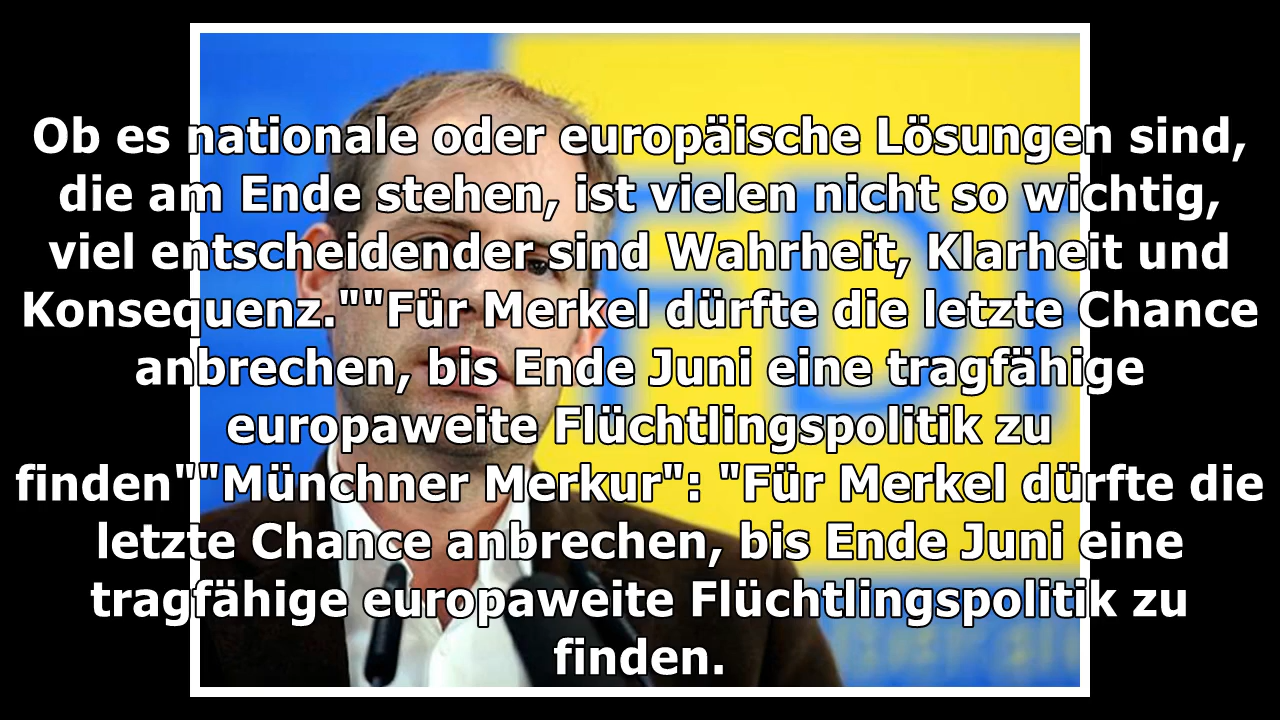 Ob es nationale oder europäische Lösungen sind,
die am Ende stehen, ist vielen nicht so wichtig,
viel entscheidender sind Wahrheit, Klarheit und
Konsequenz.""Für Merkel dürfte die letzte Chance
anbrechen, bis Ende Juni eine tragfähige
europaweite Flüchtlingspolitik zu
finden""Münchner Merkur": "Für Merkel dürfte die
letzte Chance anbrechen, bis Ende Juni eine
tragfähige europaweite Flüchtlingspolitik zu
finden.